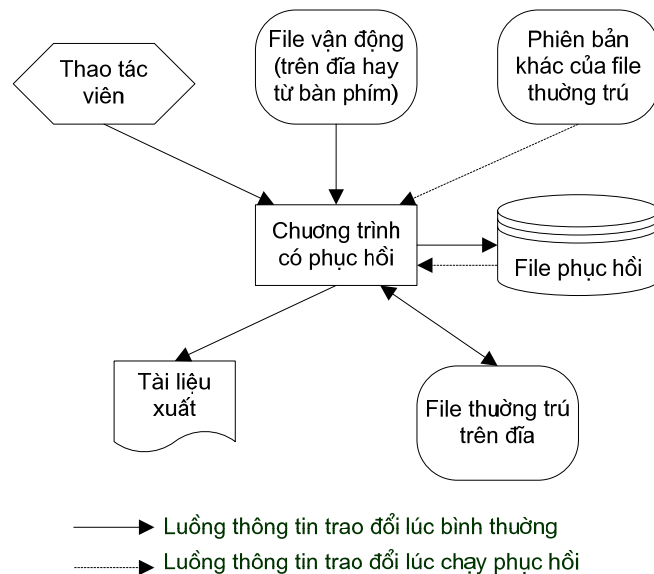 Thao tác
viên
File vận động
(trên đĩa hay
từ bàn phím)
Phiên bản
khác của file
thường trú
Chương trình
có phục hồi
File phục hồi
Tài liệu
xuất
File thường trú
trên đĩa
Luồng thông tin trao đổi lúc bình thường
Luồng thông tin trao đổi lúc chạy phục hồi